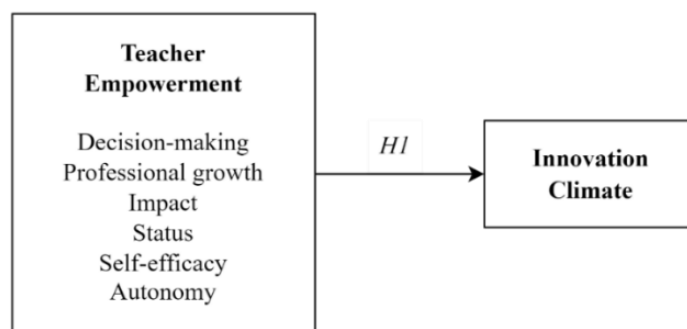 Teacher
Empowerment
Decision-making
Professional growth
Impact
Status
Self-efficacy
Autonomy
H1
Innovation
Climate